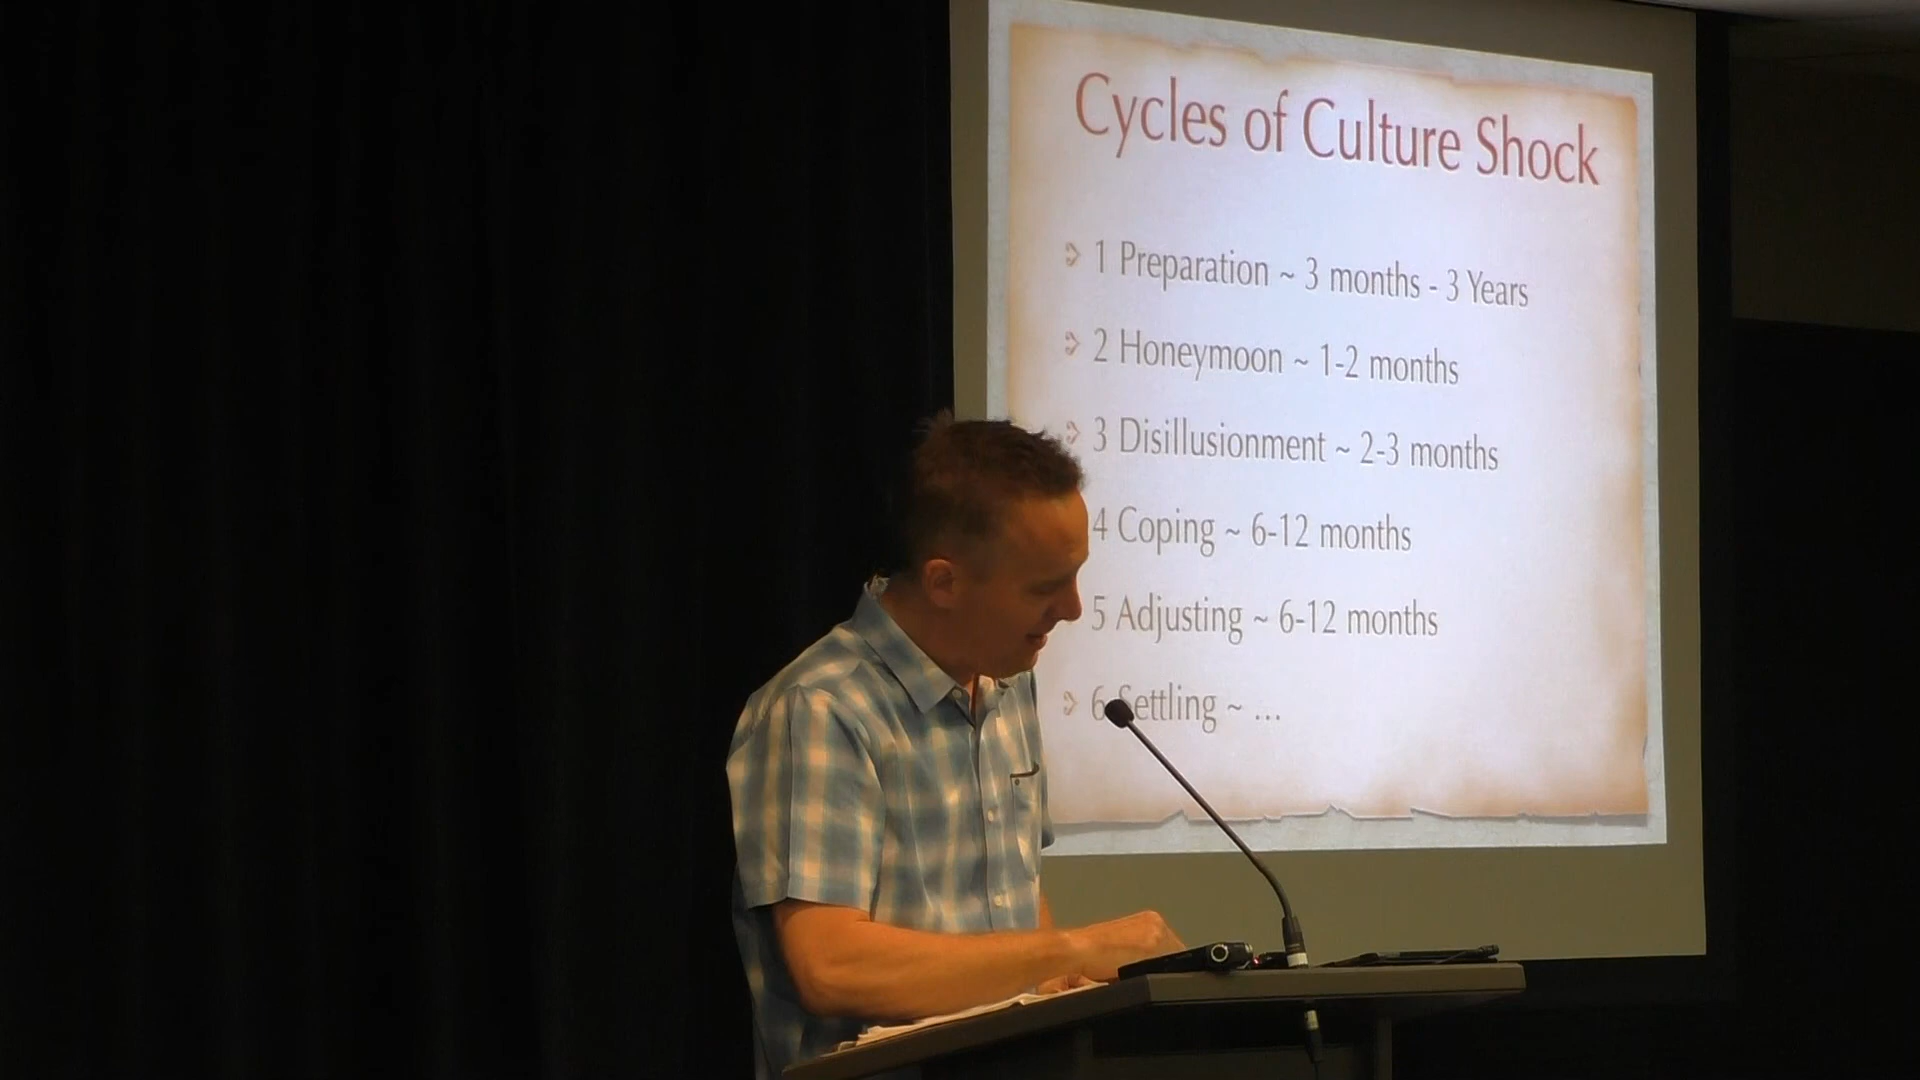 Cycles of Culture Shock
1 Preparation ~ 3 months - 3 Years
2 Honeymoon ~ 1-2 months
3 Disillusionment ~ 2-3 months
4 Coping ~ 6-12 months
5 Adjusting ~ 6-12 months
6 Settling ~ ...